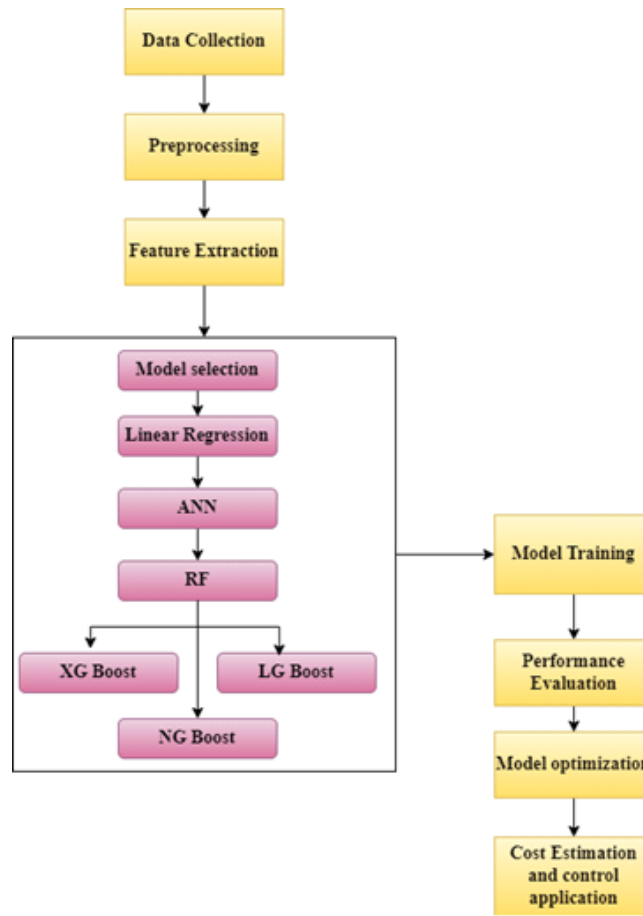 Data Collection
Preprocessing
Feature Extraction
Model selection
Linear Regression
ANN
RF
XG Boost
LG Boost
NG Boost
Model Training
Performance
Evaluation
Model optimization
Cost Estimation
and control
application